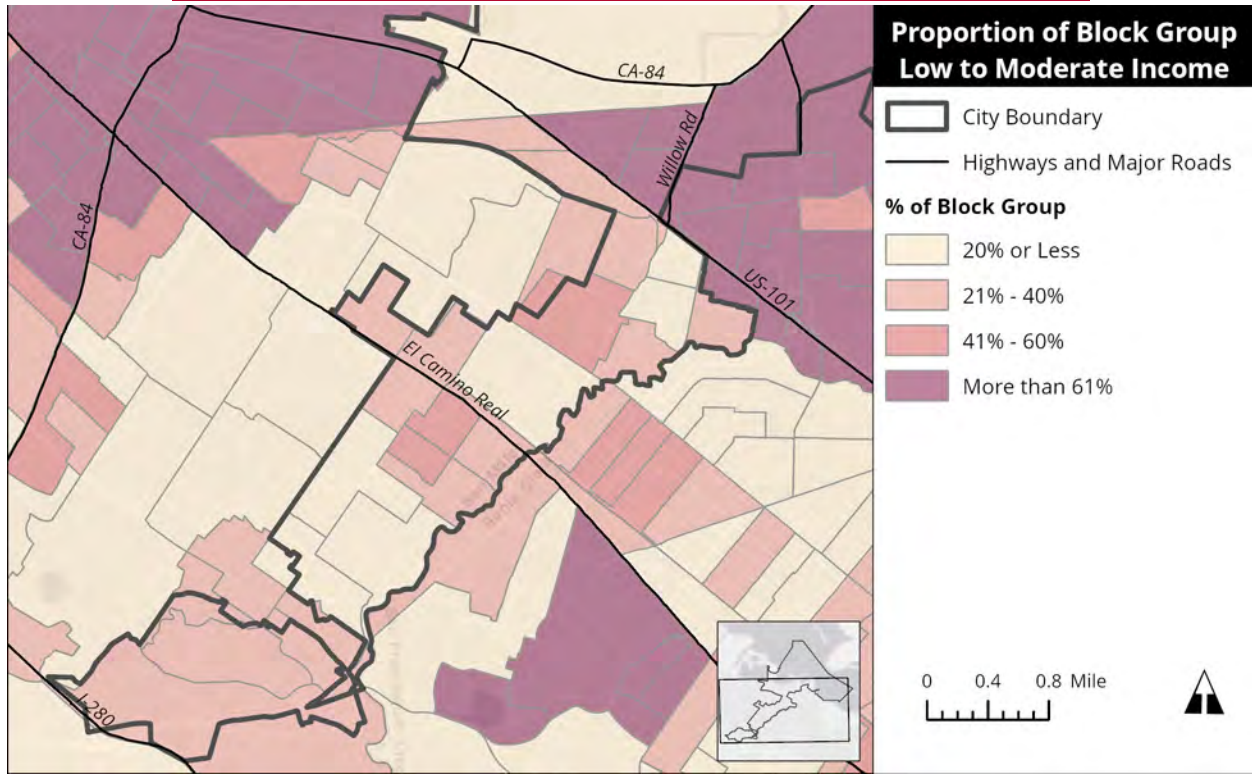 Proportion of Block Group
Low to Moderate Income
City Boundary
Highways and Major Roads
% of Block Group
20% or Less
21% - 40%
41% - 60%
More than 61%
0 0.4 0.8 Mile
CA-84
Willow Rd
CA-84
US-101
El Camino Real
I-280